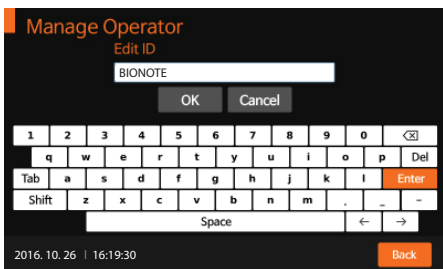 Manage Operator
Edit ID
BIONOTE
OK Cancel
1 2 3 4 5 6 7 8 9 0
q w e r t y u i o p Del
Tab a s d f g h j k l Enter
Shift z x c v b n m . _ -
Space ← →
2016. 10. 26 | 16:19:30 Back